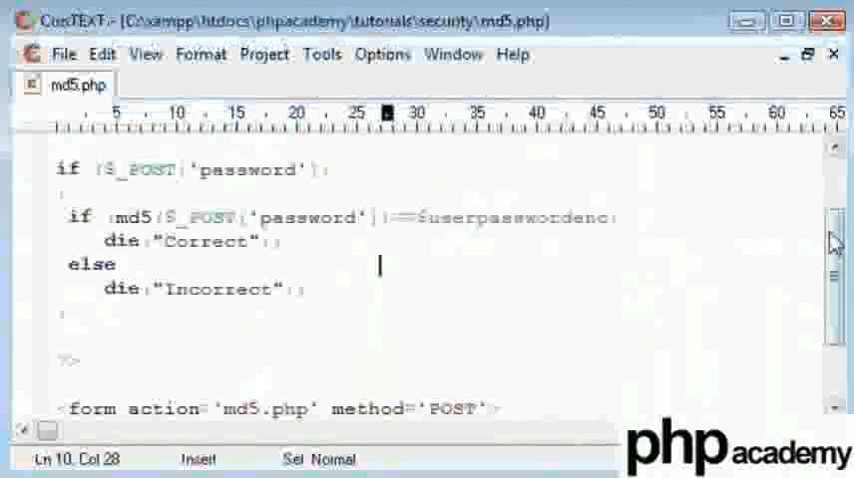 ConTEXT - [C:\xampp\htdocs\phpacademy\tutorials\security\md5.php]
File Edit View Format Project Tools Options Window Help
md5.php
5 10 15 20 25 30 35 40 45 50 55 60 65
if ($_POST['password'])
{
if (md5($_POST['password'])==$userpasswordenc)
die("Correct");
else
die("Incorrect");
}
?>
<form action='md5.php' method='POST'>
Ln 10, Col 28 Insert Sel Normal
php academy